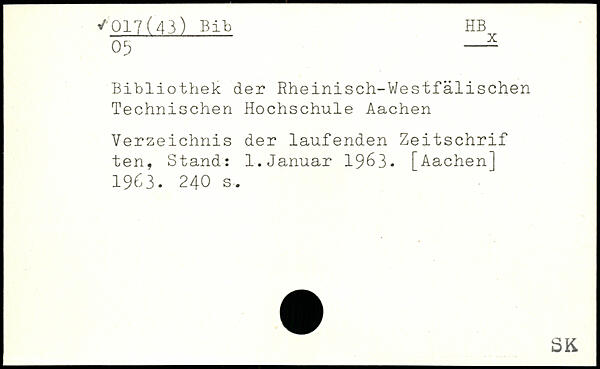 ✓017(43) Bib HB
x
05
Bibliothek der Rheinisch-Westfälischen
Technischen Hochschule Aachen
Verzeichnis der laufenden Zeitschrif
ten, Stand: 1.Januar 1963. [Aachen]
1963. 240 s.
SK